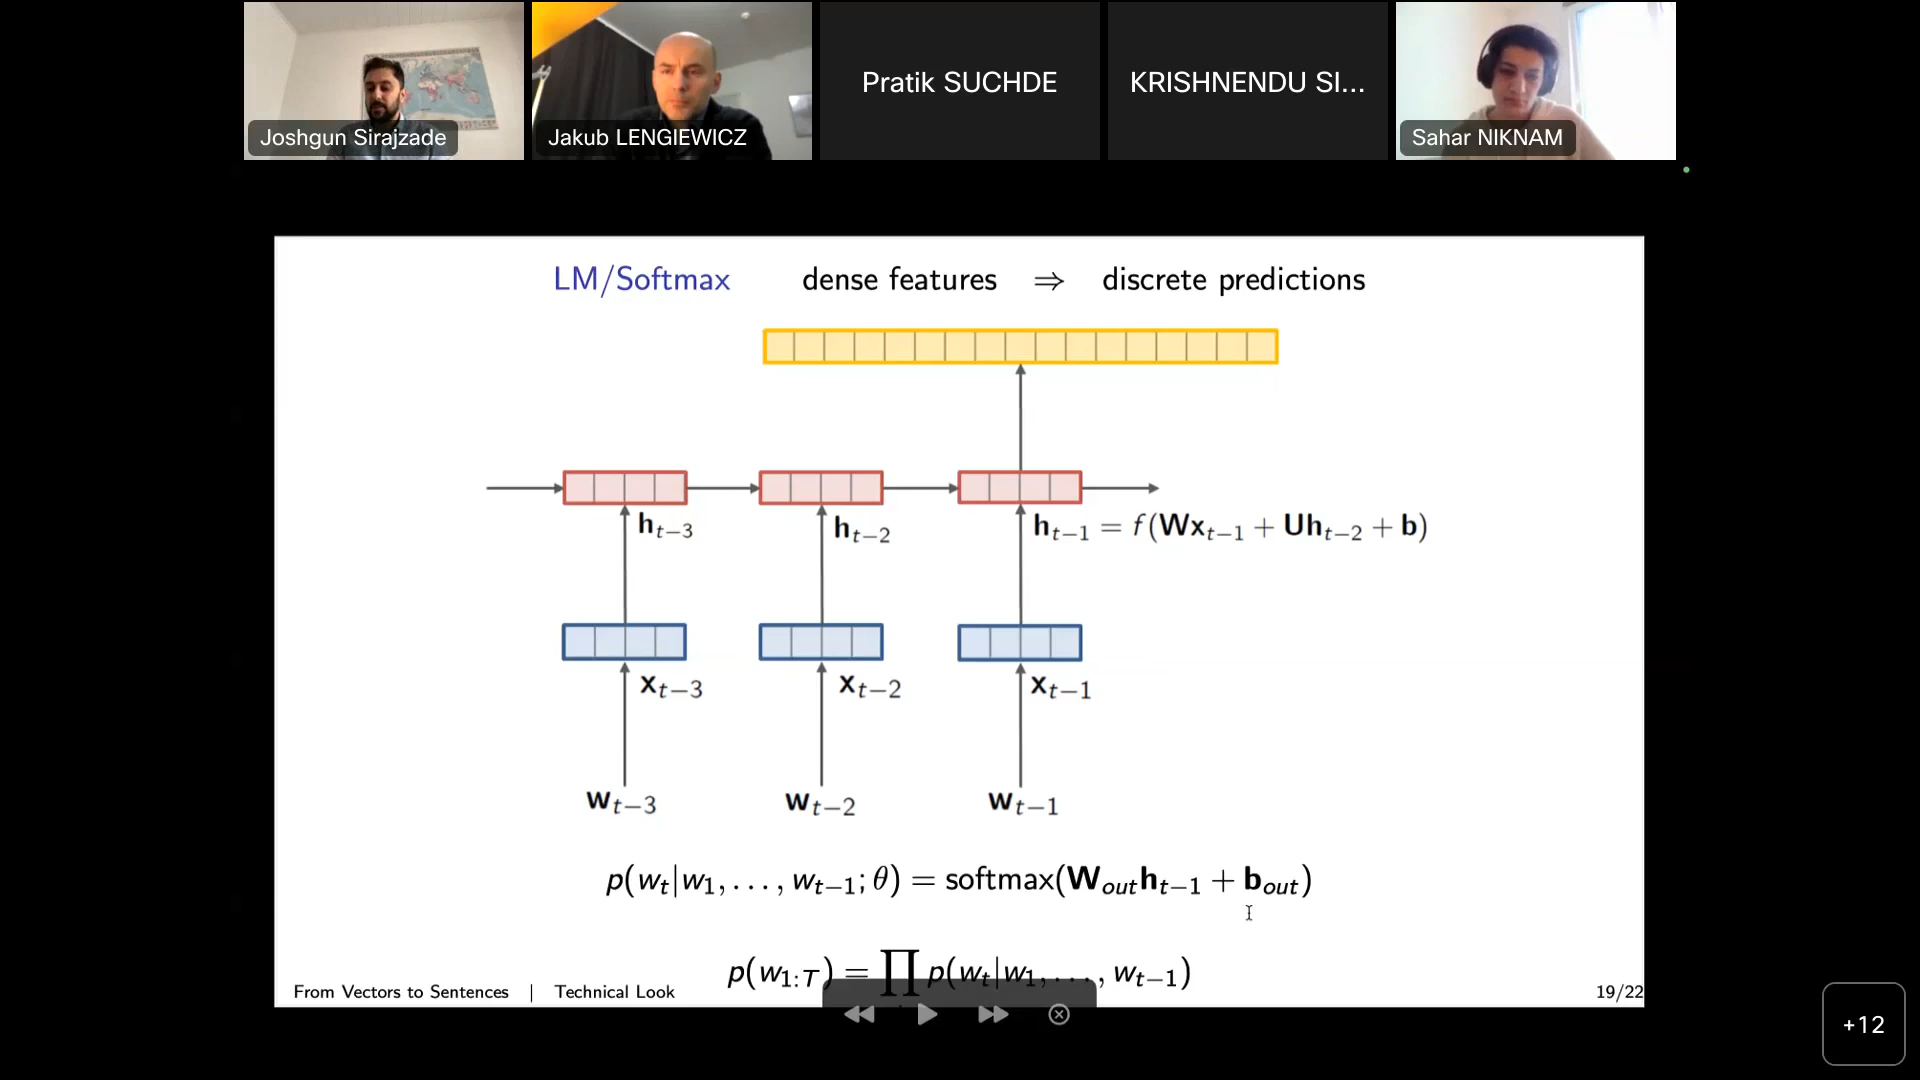 Joshgun Sirajzade
Jakub LENGIEWICZ
Pratik SUCHDE
KRISHNENDU SI...
Sahar NIKNAM
LM/Softmax dense features ⇒ discrete predictions
h_{t−3}
h_{t−2}
h_{t−1} = f(Wx_{t−1} + Uh_{t−2} + b)
x_{t−3}
x_{t−2}
x_{t−1}
w_{t−3}
w_{t−2}
w_{t−1}
p(w_t|w_1, . . . , w_{t−1}; θ) = softmax(W_{out}h_{t−1} + b_{out})
p(w_{1:T}) = ∏ p(w_t|w_1, . . . , w_{t−1})
From Vectors to Sentences | Technical Look
19/22
+12